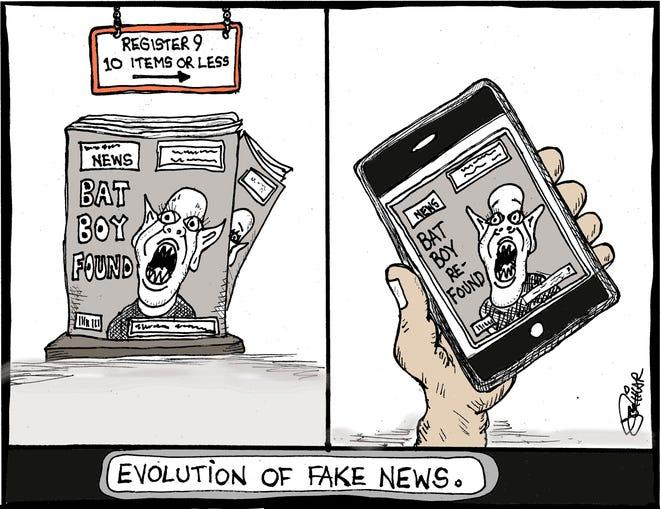 REGISTER 9
10 ITEMS OR LESS
NEWS
BAT
BOY
FOUND
NEWS
BAT
BOY
RE-
FOUND
EVOLUTION OF FAKE NEWS.